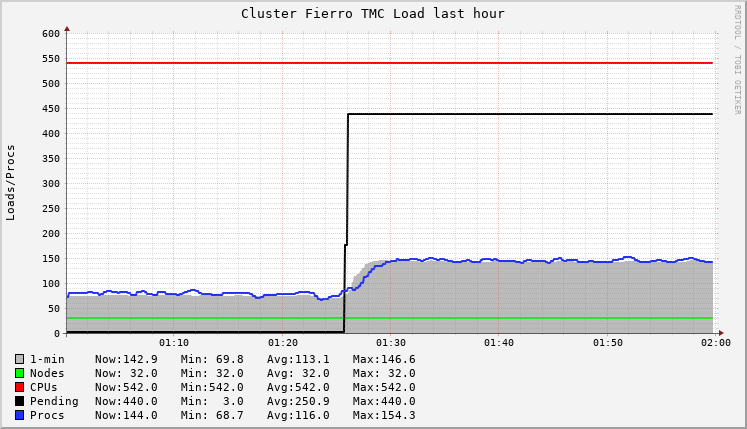 Cluster Fierro TMC Load last hour
RRDTOOL / TOBI OETIKER
Loads/Procs
600
550
500
450
400
350
300
250
200
150
100
50
0
01:10 01:20 01:30 01:40 01:50 02:00
1-min Now:142.9 Min: 69.8 Avg:113.1 Max:146.6
Nodes Now: 32.0 Min: 32.0 Avg: 32.0 Max: 32.0
CPUs Now:542.0 Min:542.0 Avg:542.0 Max:542.0
Pending Now:440.0 Min: 3.0 Avg:250.9 Max:440.0
Procs Now:144.0 Min: 68.7 Avg:116.0 Max:154.3